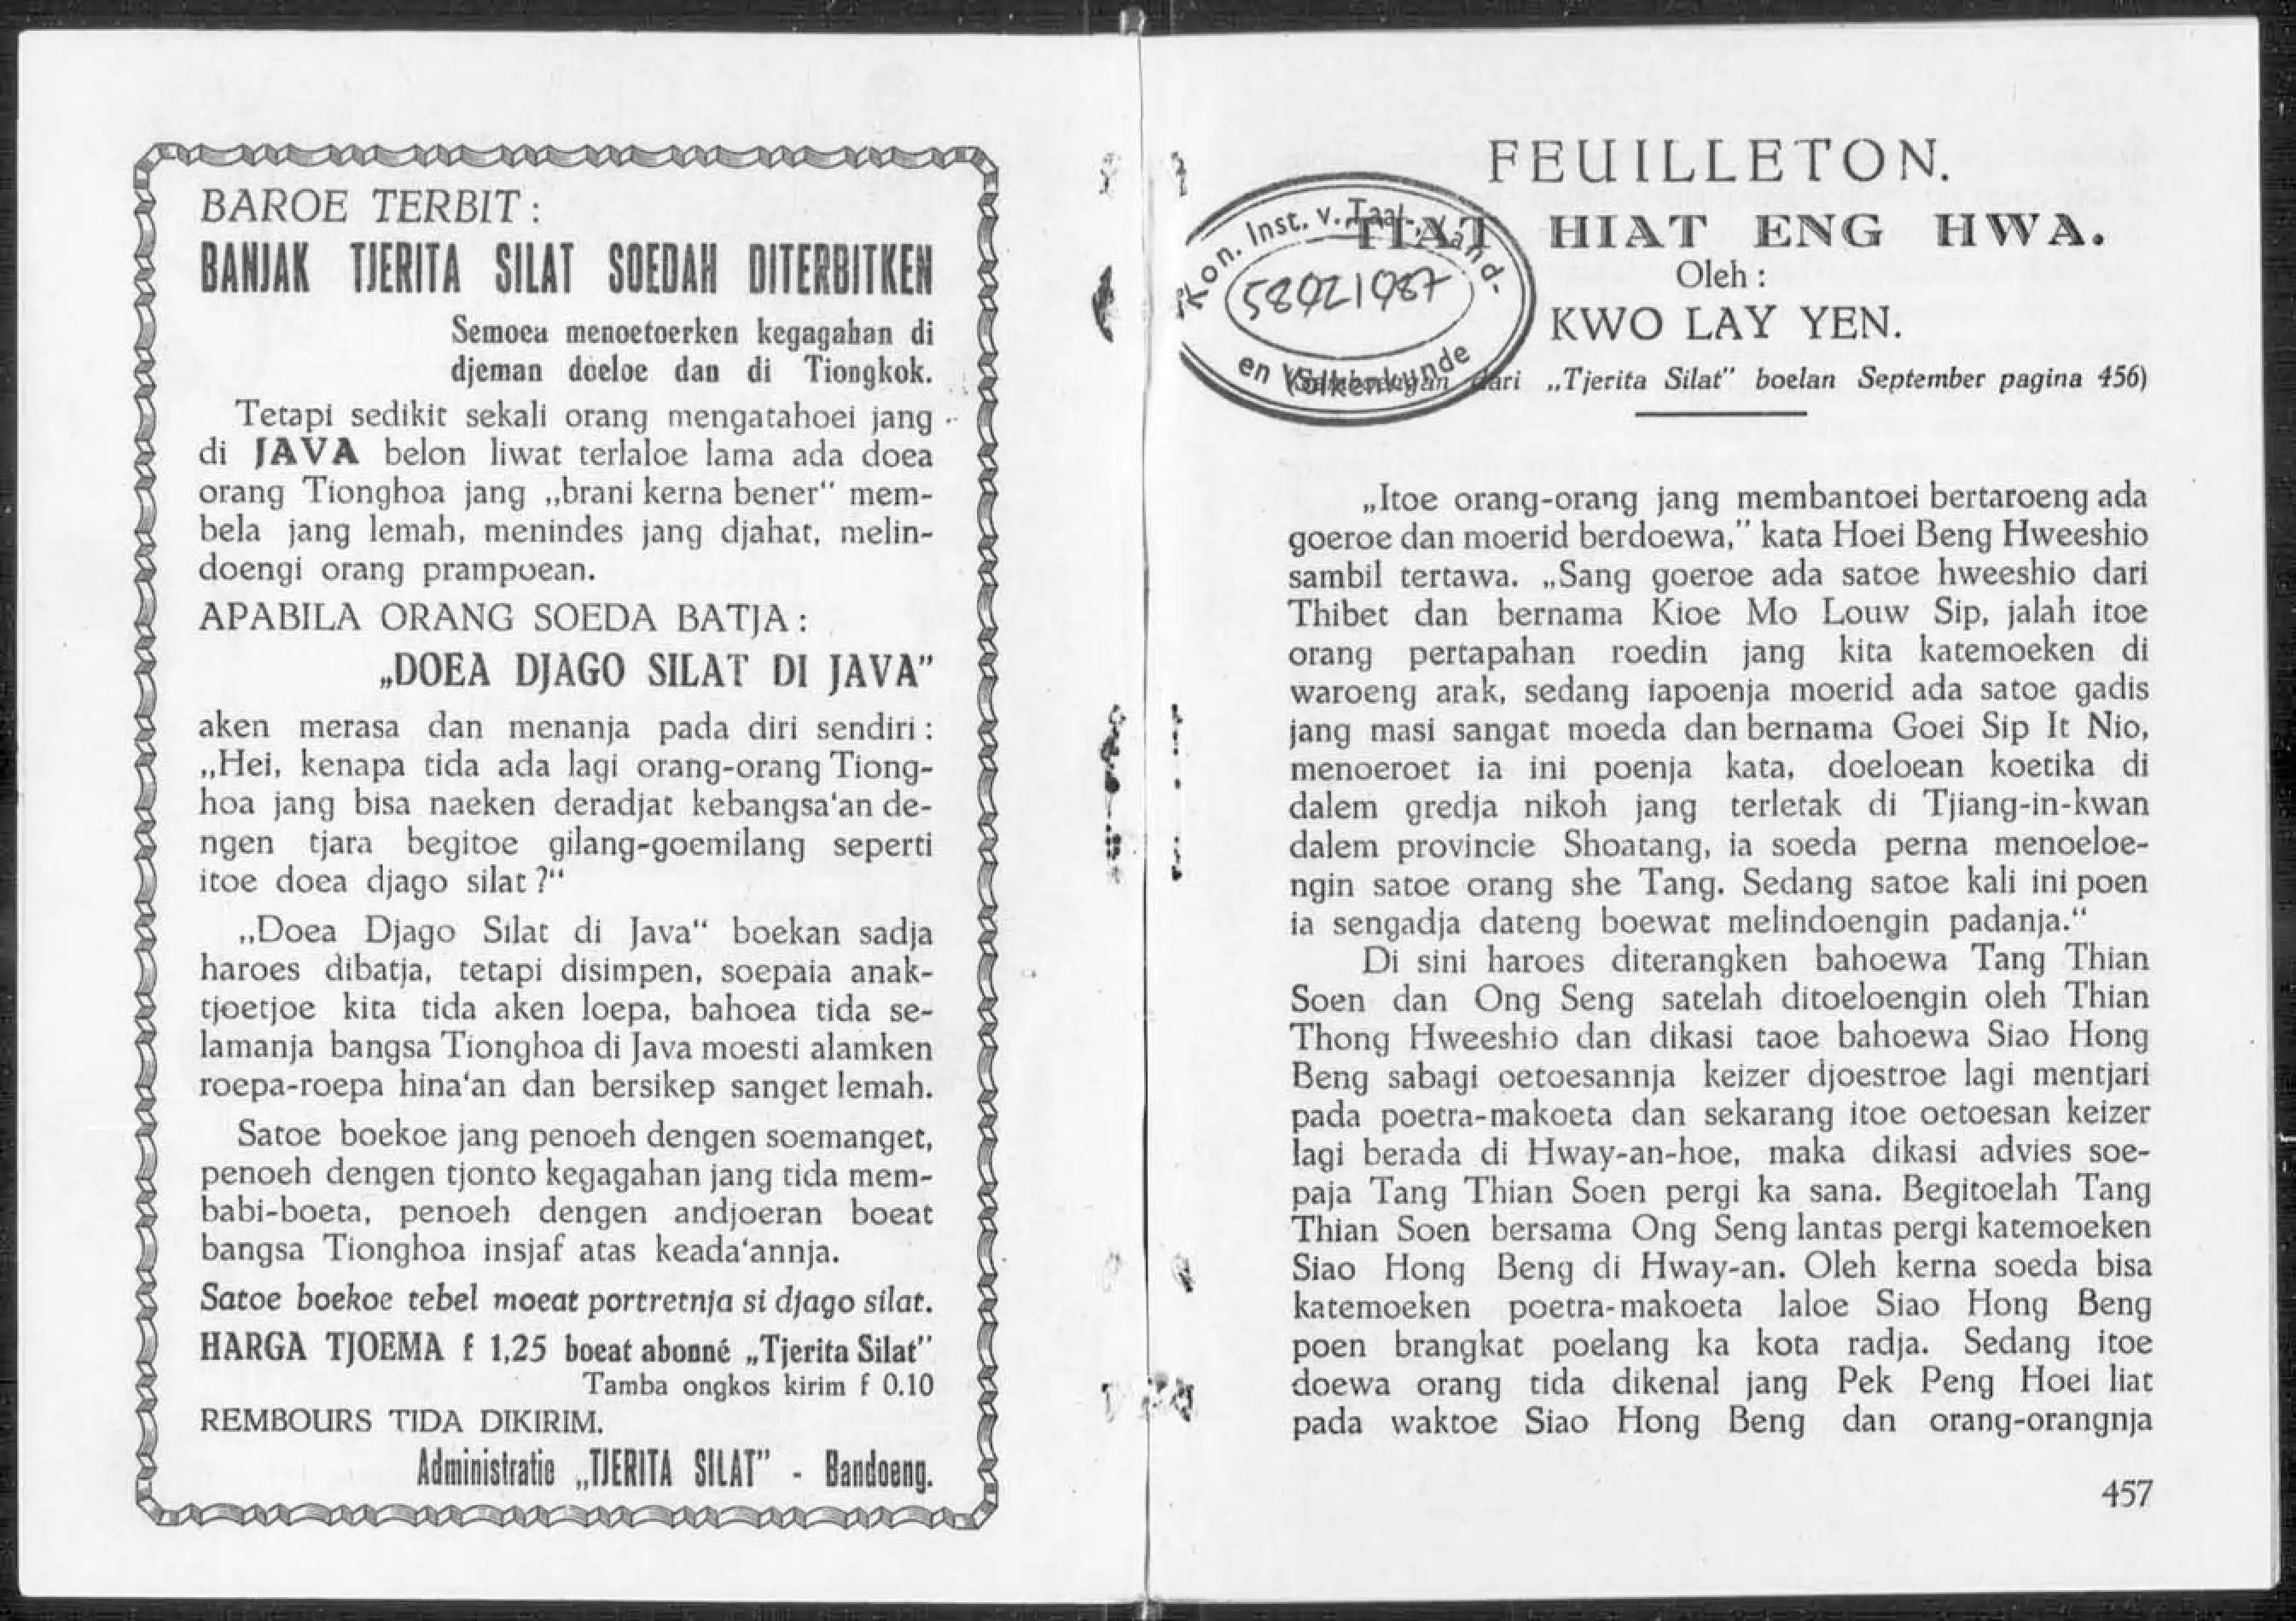 BAROE TERBIT :
BANJAK TJERITA SILAT SOEDAH DITERBITKEN
Semoea menoetoerken kegagahan di
djeman doeloe dan di Tiongkok.
Tetapi sedikit sekali orang mengatahoei jang
di JAVA belon liwat terlaloe lama ada doea
orang Tionghoa jang „brani kerna bener“ mem-
bela jang lemah, menindes jang djahat, melin-
doengi orang prampoean.
APABILA ORANG SOEDA BATJA :
„DOEA DJAGO SILAT DI JAVA”
aken merasa dan menanja pada diri sendiri :
„Hei, kenapa tida ada lagi orang-orang Tiong-
hoa jang bisa naeken deradjat kebangsa‘an de-
ngen tjara begitoe gilang-goemilang seperti
itoe doea djago silat ?“
„Doea Djago Silat di Java“ boekan sadja
haroes dibatja, tetapi disimpen, soepaia anak-
tjoetjoe kita tida aken loepa, bahoea tida se-
lamanja bangsa Tionghoa di Java moesti alamken
roepa-roepa hina‘an dan bersikep sanget lemah.
Satoe boekoe jang penoeh dengen soemanget,
penoeh dengen tjonto kegagahan jang tida mem-
babi-boeta, penoeh dengen andjoeran boeat
bangsa Tionghoa insjaf atas keada‘annja.
Satoe boekoe tebel moeat portretnja si djago silat.
HARGA TJOEMA f 1,25 boeat abonné „Tjerita Silat”
Tamba ongkos kirim f 0.10
REMBOURS TIDA DIKIRIM.
Administratie „TJERITA SILAT” - Bandoeng.
FEUILLETON.
TIAT HIAT ENG HWA.
Oleh :
KWO LAY YEN.
Kon. Inst. v. Taal-, Land-
58921987
en Volkenkunde
(Samboengan dari „Tjerita Silat” boelan September pagina 456)
„Itoe orang-orang jang membantoei bertaroeng ada
goeroe dan moerid berdoewa,” kata Hoei Beng Hweeshio
sambil tertawa. „Sang goeroe ada satoe hweeshio dari
Thibet dan bernama Kioe Mo Louw Sip, jalah itoe
orang pertapahan roedin jang kita katemoeken di
waroeng arak, sedang iapoenja moerid ada satoe gadis
jang masi sangat moeda dan bernama Goei Sip It Nio,
menoeroet ia ini poenja kata, doeloean koetika di
dalem gredja nikoh jang terletak di Tjiang-in-kwan
dalem provincie Shoatang, ia soeda perna menoeloe-
ngin satoe orang she Tang. Sedang satoe kali ini poen
ia sengadja dateng boewat melindoengin padanja.“
Di sini haroes diterangken bahoewa Tang Thian
Soen dan Ong Seng satelah ditoeloengin oleh Thian
Thong Hweeshio dan dikasi taoe bahoewa Siao Hong
Beng sabagi oetoesannja keizer djoestroe lagi mentjari
pada poetra-makoeta dan sekarang itoe oetoesan keizer
lagi berada di Hway-an-hoe, maka dikasi advies soe-
paja Tang Thian Soen pergi ka sana. Begitoelah Tang
Thian Soen bersama Ong Seng lantas pergi katemoeken
Siao Hong Beng di Hway-an. Oleh kerna soeda bisa
katemoeken poetra-makoeta laloe Siao Hong Beng
poen brangkat poelang ka kota radja. Sedang itoe
doewa orang tida dikenal jang Pek Peng Hoei liat
pada waktoe Siao Hong Beng dan orang-orangnja
457